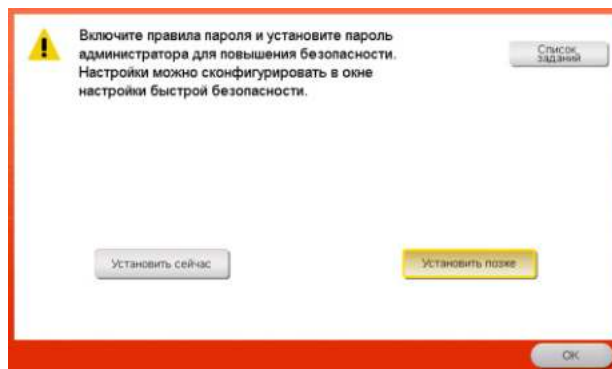 Включите правила пароля и установите пароль
администратора для повышения безопасности.
Настройки можно сконфигурировать в окне
настройки быстрой безопасности.
Список
заданий
Установить сейчас
Установить позже
OK